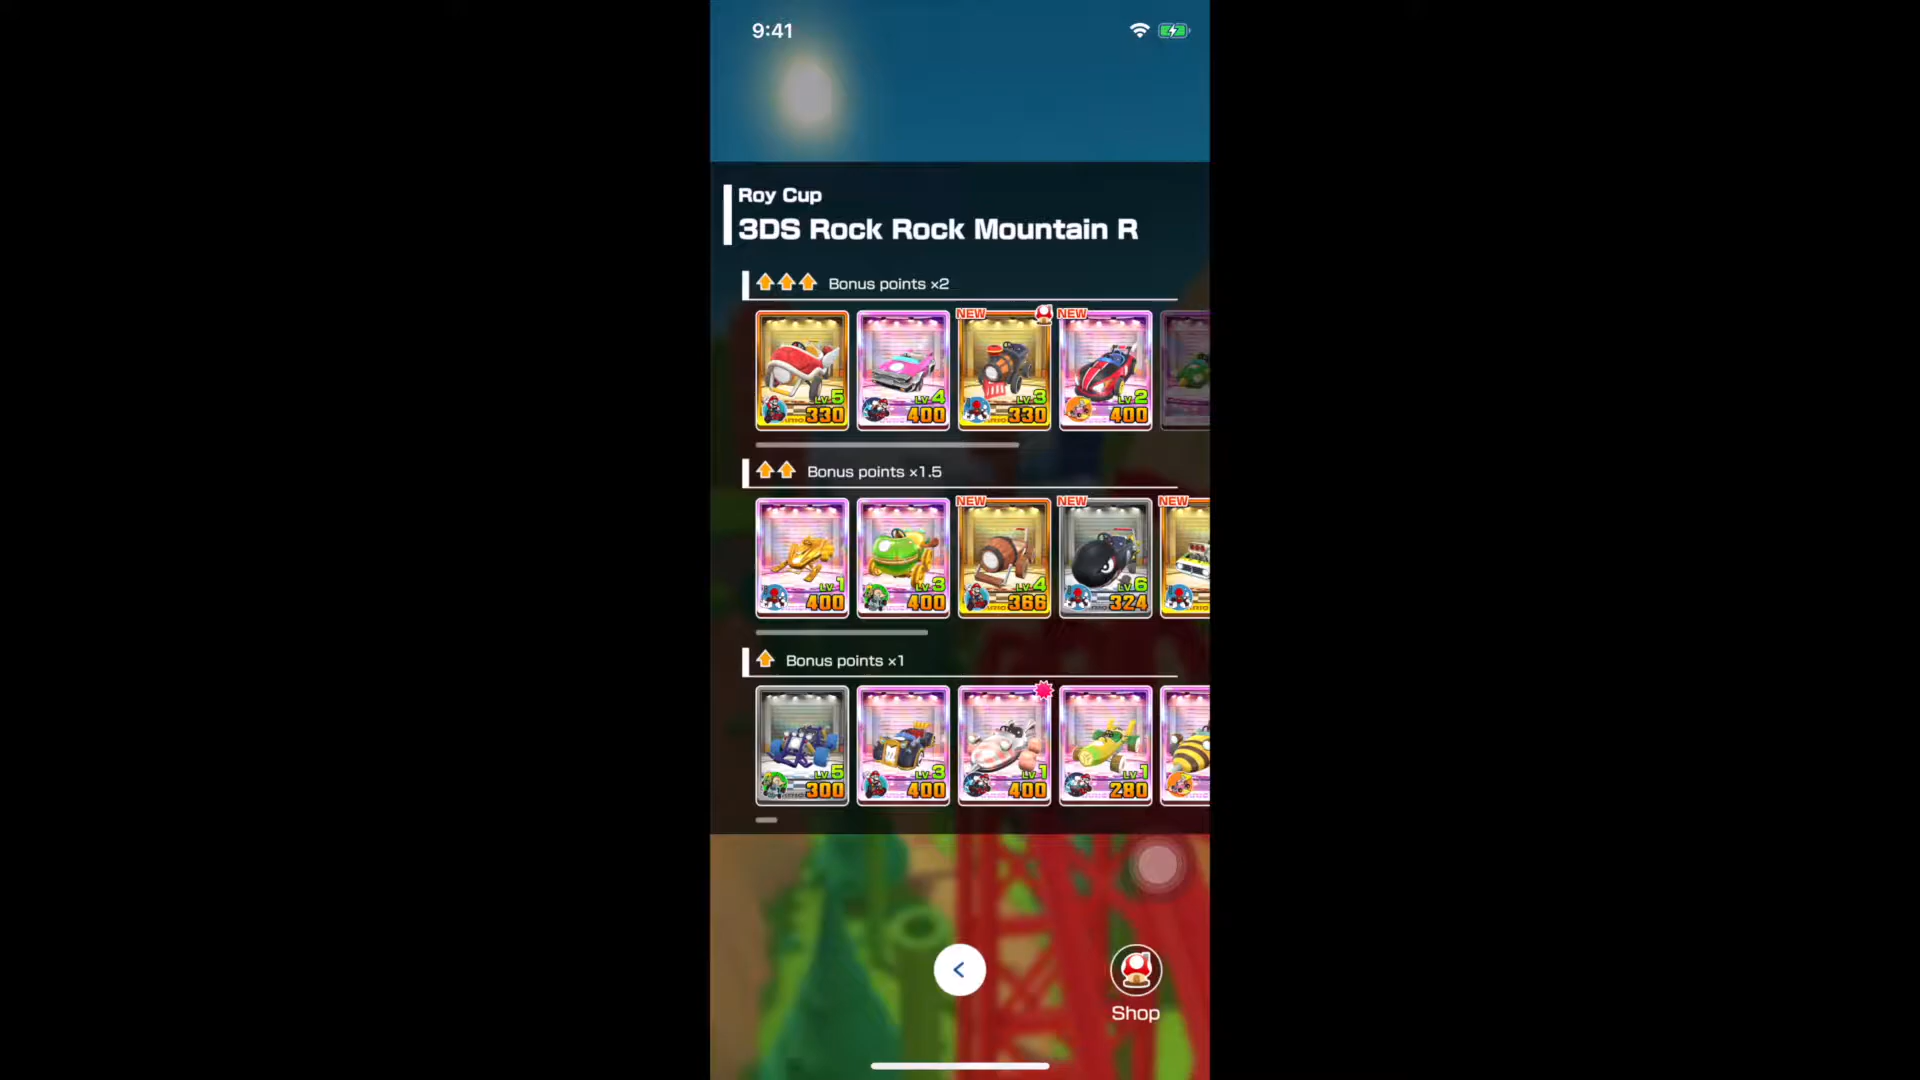 9:41
Roy Cup
3DS Rock Rock Mountain R
Bonus points ×2
NEW NEW
LV.5 LV.4 LV.3 LV.2
330 400 330 400
Bonus points ×1.5
NEW NEW NEW
LV.1 LV.3 LV.4 LV.6
400 400 366 324
Bonus points ×1
LV.5 LV.3 LV.1 LV.1
300 400 400 280
<
Shop